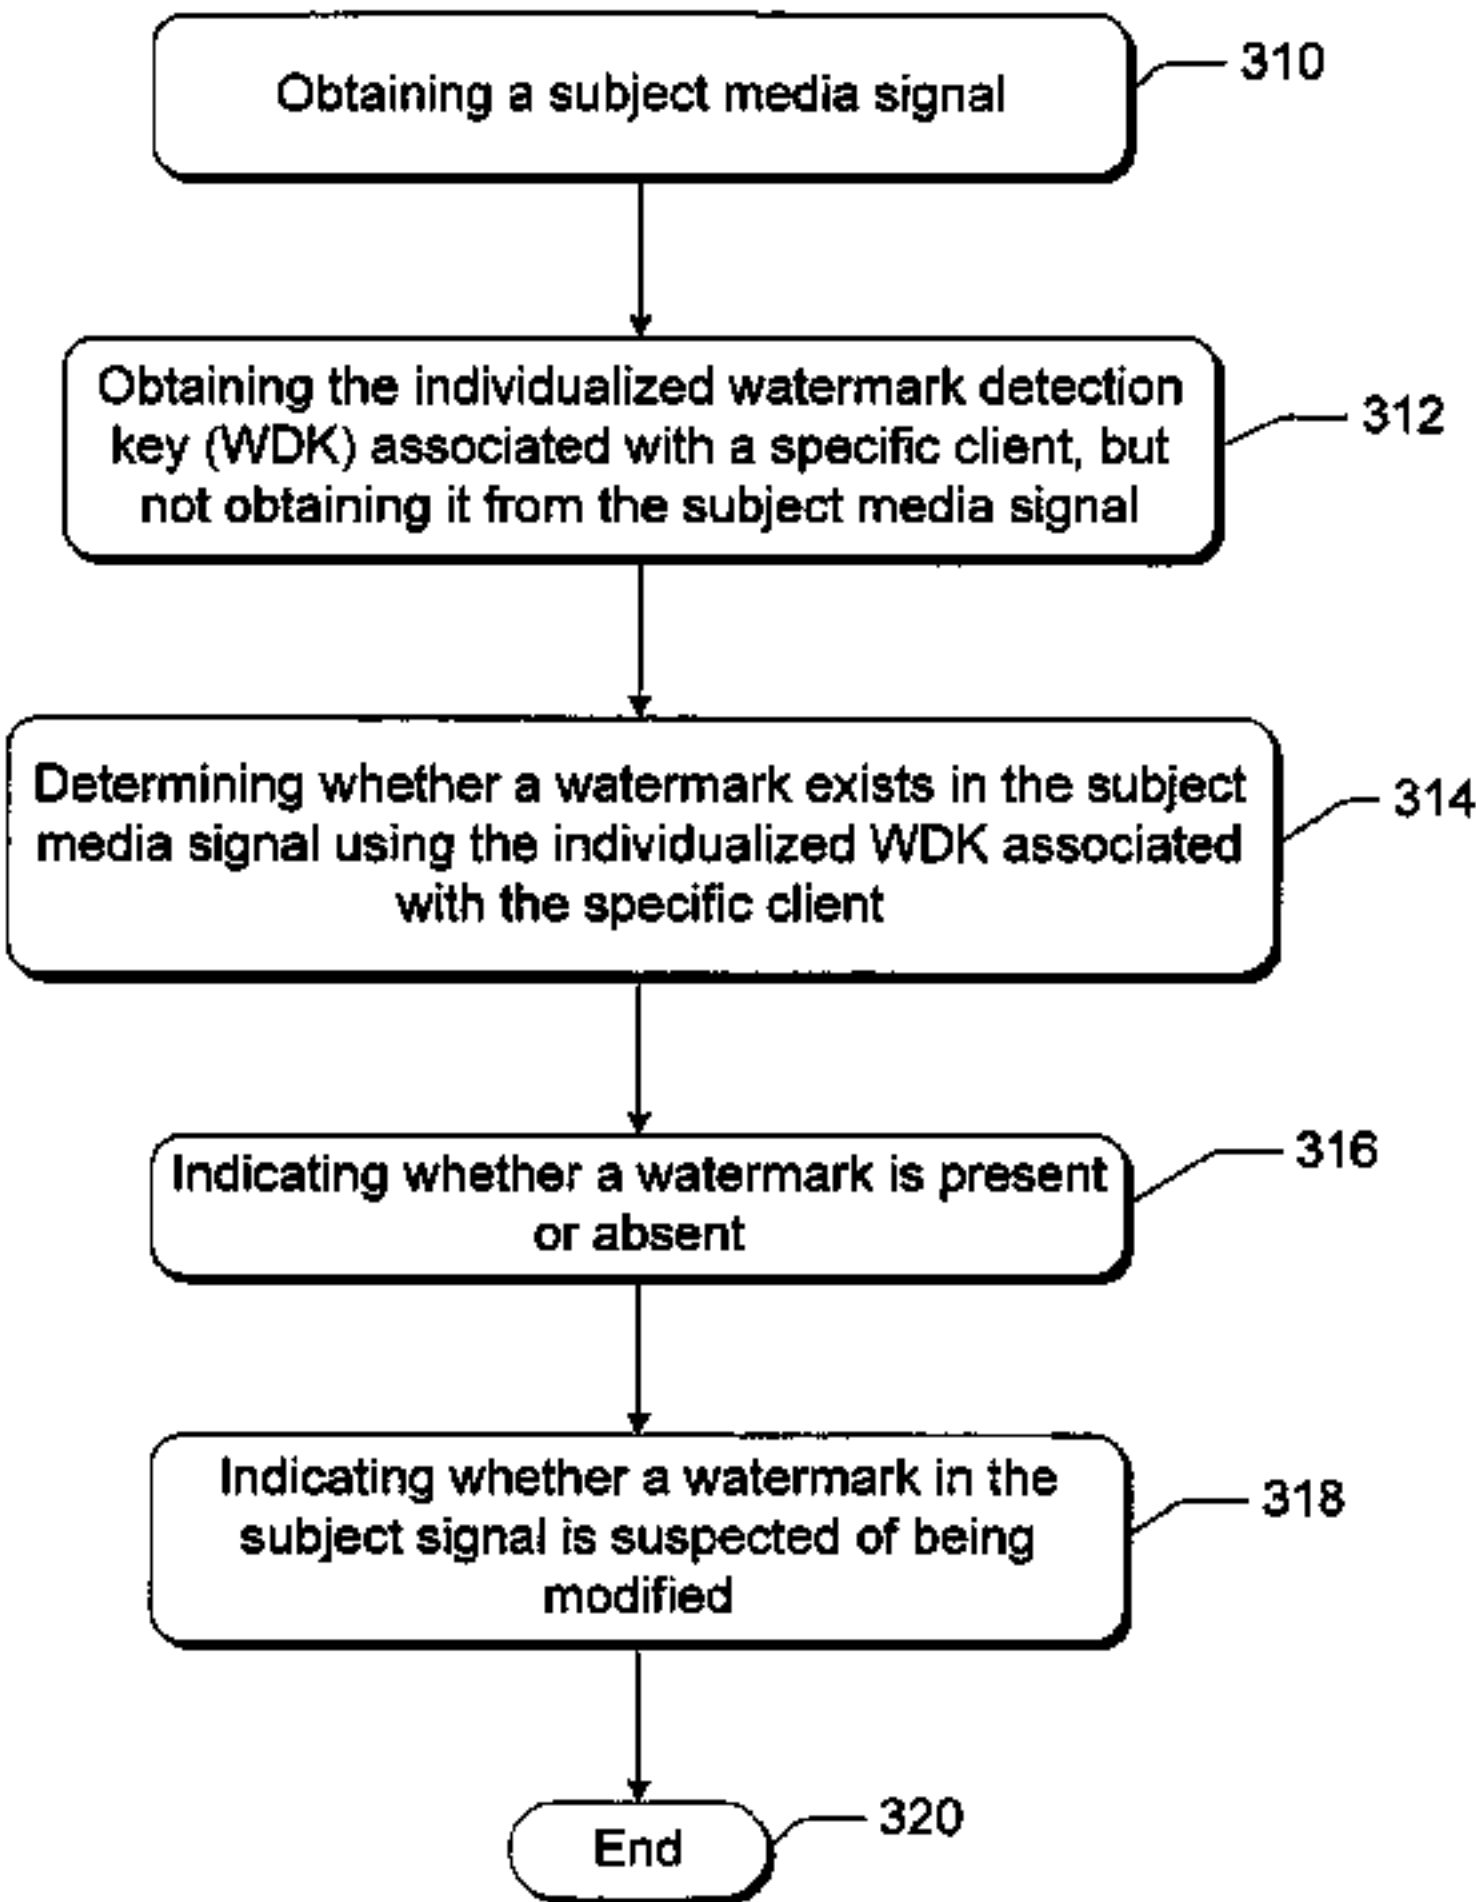 Obtaining a subject media signal
310
Obtaining the individualized watermark detection
key (WDK) associated with a specific client, but
not obtaining it from the subject media signal
312
Determining whether a watermark exists in the subject
media signal using the individualized WDK associated
with the specific client
314
Indicating whether a watermark is present
or absent
316
Indicating whether a watermark in the
subject signal is suspected of being
modified
318
End
320